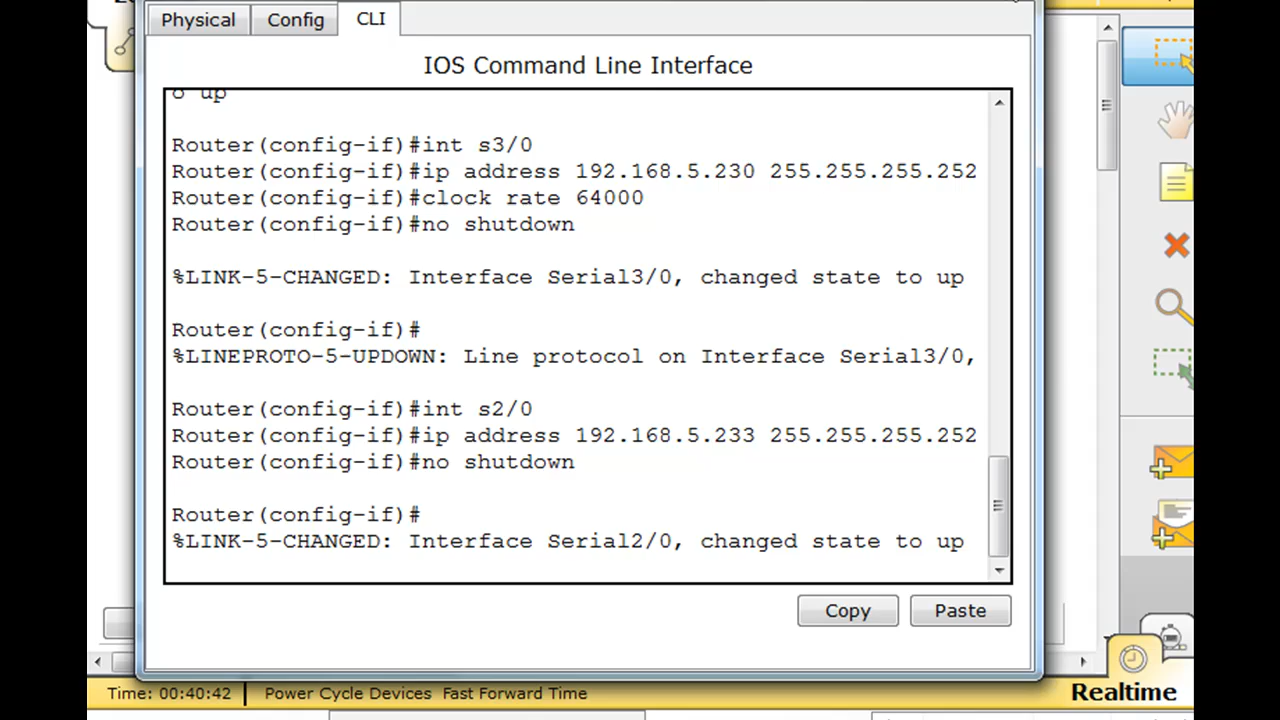 Physical
Config
CLI
IOS Command Line Interface
o up
Router(config-if)#int s3/0
Router(config-if)#ip address 192.168.5.230 255.255.255.252
Router(config-if)#clock rate 64000
Router(config-if)#no shutdown
%LINK-5-CHANGED: Interface Serial3/0, changed state to up
Router(config-if)#
%LINEPROTO-5-UPDOWN: Line protocol on Interface Serial3/0,
Router(config-if)#int s2/0
Router(config-if)#ip address 192.168.5.233 255.255.255.252
Router(config-if)#no shutdown
Router(config-if)#
%LINK-5-CHANGED: Interface Serial2/0, changed state to up
Copy
Paste
Time: 00:40:42
Power Cycle Devices Fast Forward Time
Realtime